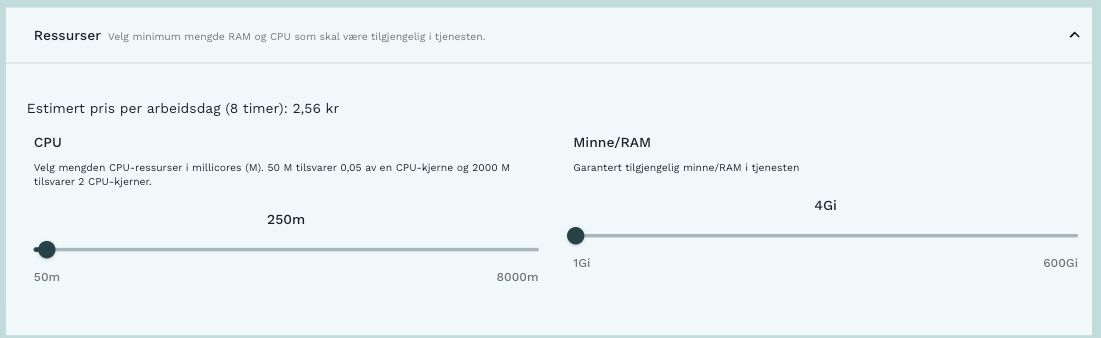 Ressurser Velg minimum mengde RAM og CPU som skal være tilgjengelig i tjenesten.
Estimert pris per arbeidsdag (8 timer): 2,56 kr
CPU
Velg mengden CPU-ressurser i millicores (M). 50 M tilsvarer 0,05 av en CPU-kjerne og 2000 M
tilsvarer 2 CPU-kjerner.
250m
50m 8000m
Minne/RAM
Garantert tilgjengelig minne/RAM i tjenesten
4Gi
1Gi 600Gi